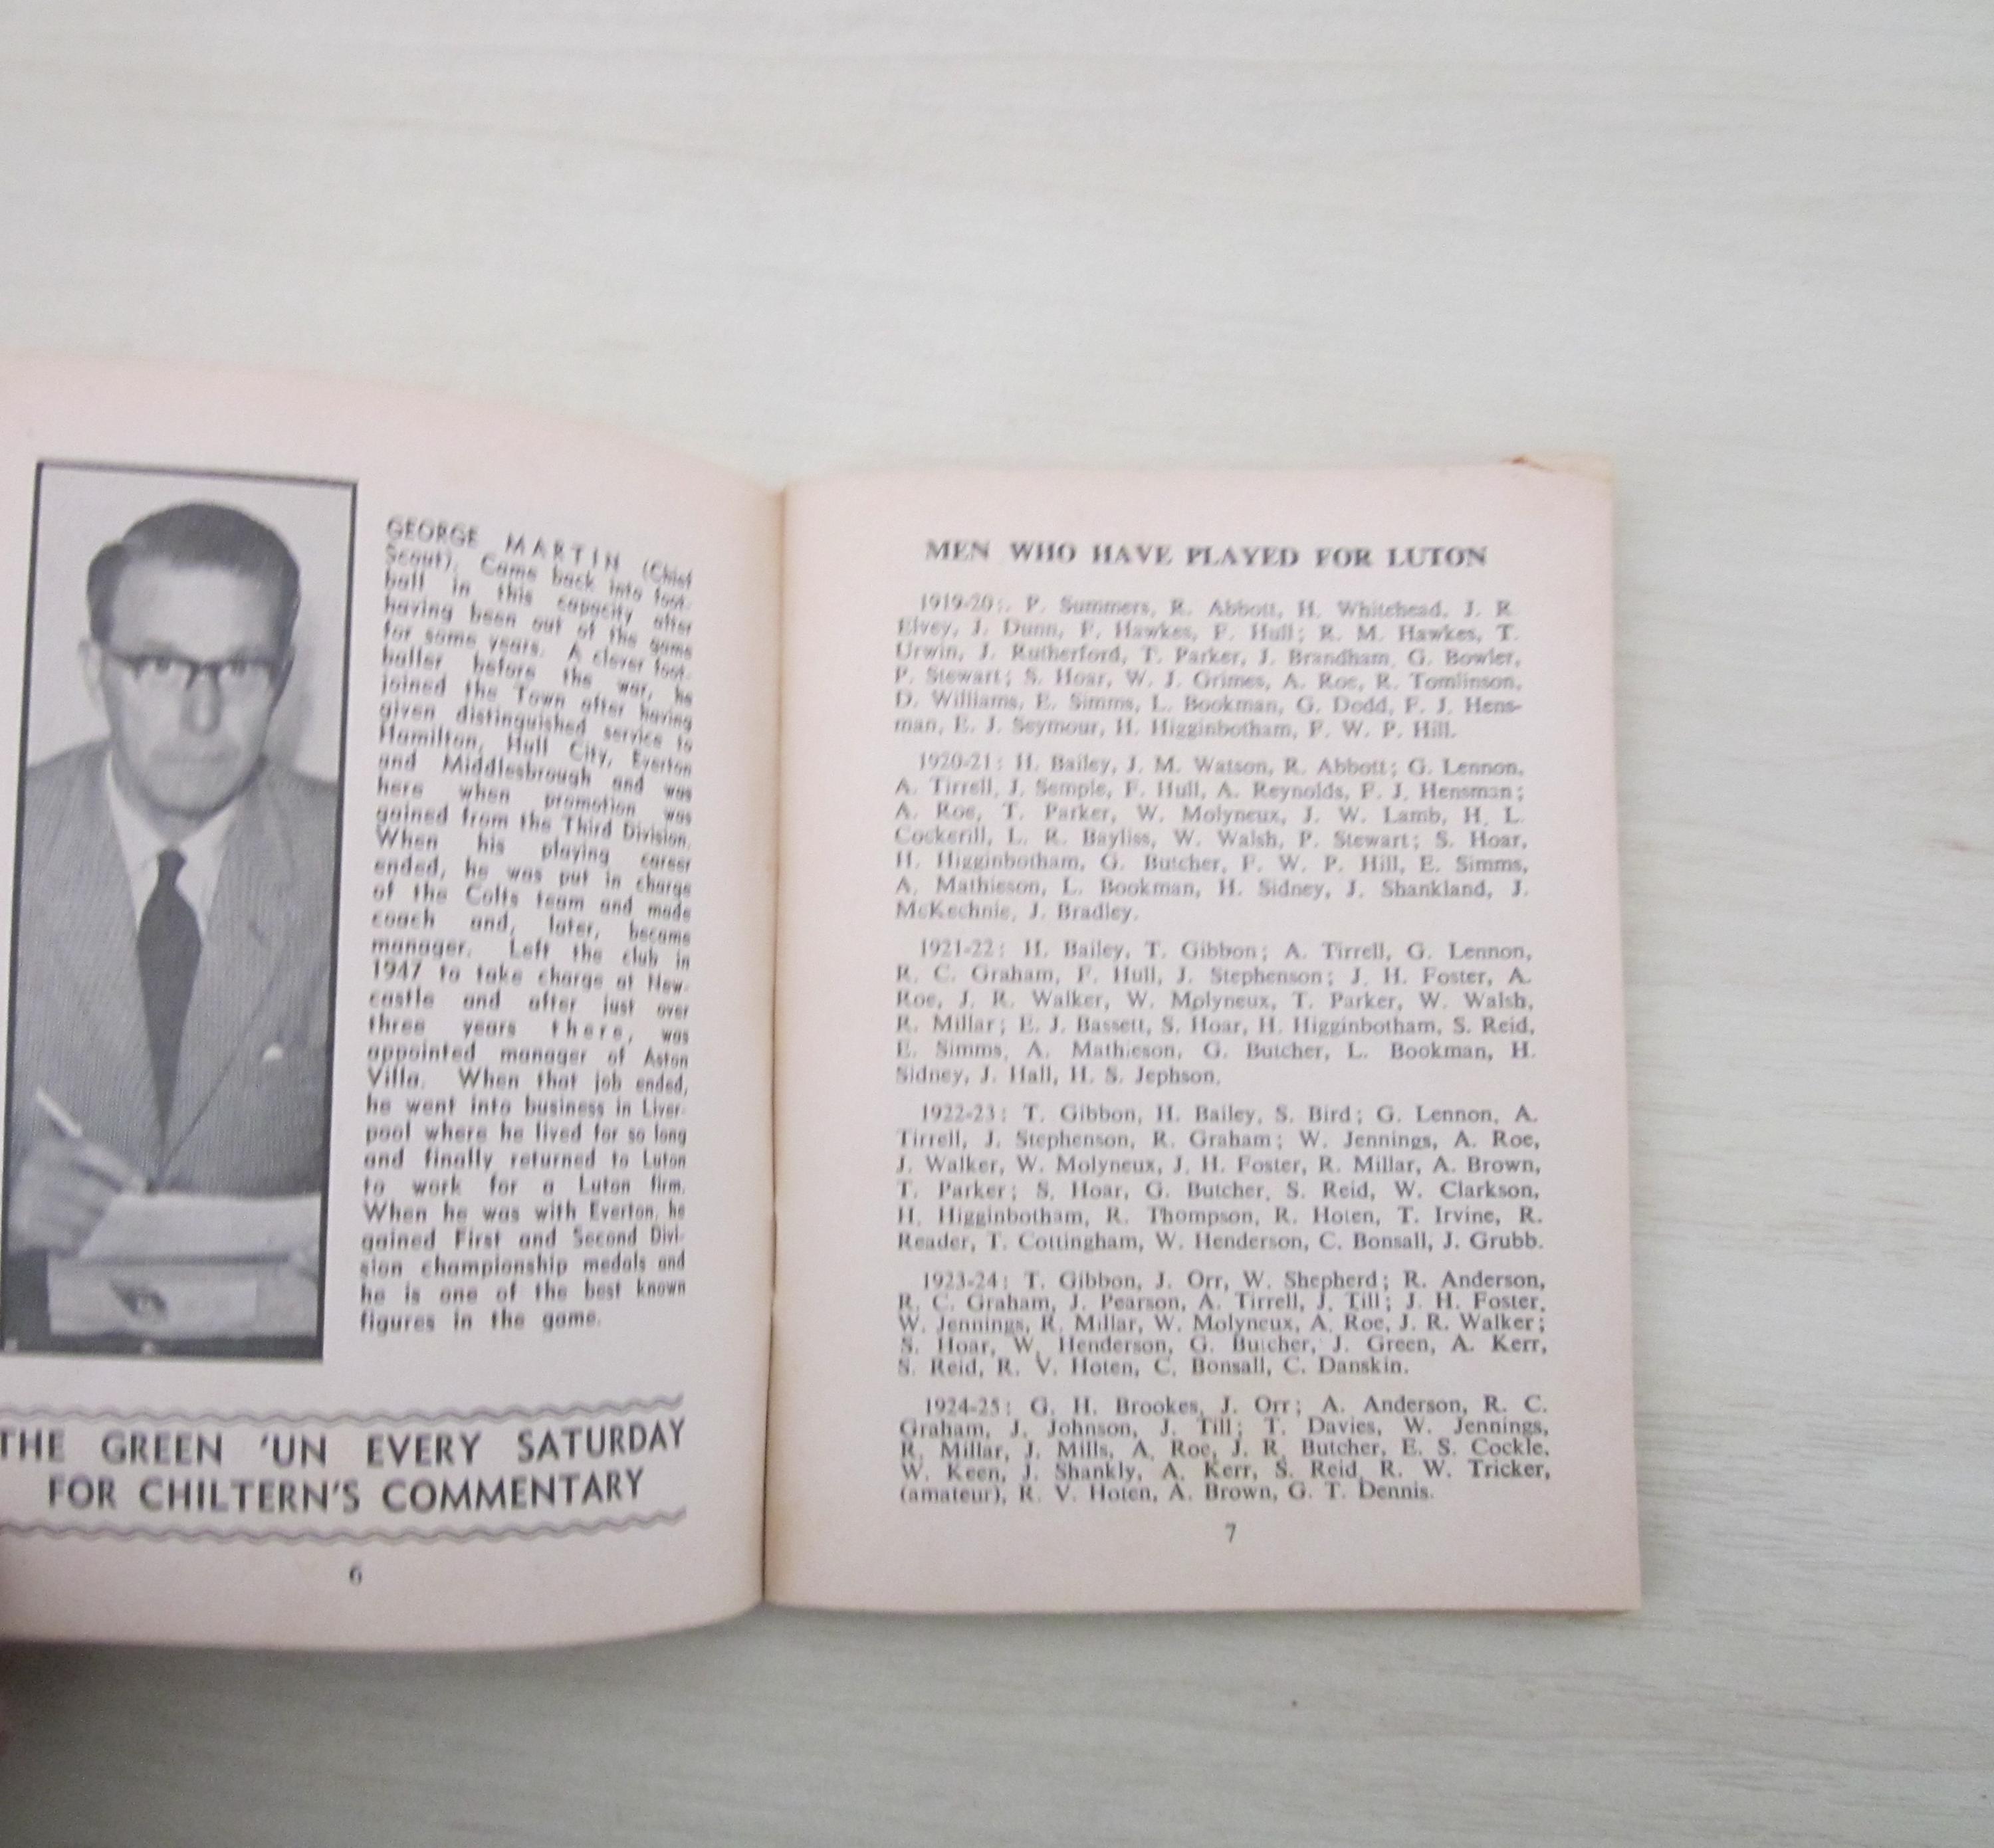 GEORGE MARTIN (Chief
Scout). Came back into foot-
ball in this capacity after
having been out of the game
for some years. A clever foot-
baller before the war, he
joined the Town after having
given distinguished service to
Hamilton, Hull City, Everton
and Middlesbrough and was
here when promotion was
gained from the Third Division.
When his playing career
ended, he was put in charge
of the Colts team and made
coach and, later, became
manager. Left the club in
1947 to take charge at New-
castle and after just over
three years there, was
appointed manager of Aston
Villa. When that job ended,
he went into business in Liver-
pool where he lived for so long
and finally returned to Luton
to work for a Luton firm.
When he was with Everton, he
gained First and Second Divi-
sion championship medals and
he is one of the best known
figures in the game.
THE GREEN 'UN EVERY SATURDAY
FOR CHILTERN'S COMMENTARY
6
MEN WHO HAVE PLAYED FOR LUTON
1919-20:. P. Summers, R. Abbott, H. Whitehead, J. R.
Elvey, J. Dunn, F. Hawkes, F. Hull; R. M. Hawkes, T.
Urwin, J. Rutherford, T. Parker, J. Brandham, G. Bowler,
P. Stewart; S. Hoar, W. J. Grimes, A. Roe, R. Tomlinson,
D. Williams, E. Simms, L. Bookman, G. Dodd, F. J. Hens-
man, E. J. Seymour, H. Higginbotham, F. W. P. Hill.
1920-21: H. Bailey, J. M. Watson, R. Abbott; G. Lennon,
A. Tirrell, J. Semple, F. Hull, A. Reynolds, F. J. Hensman;
A. Roe, T. Parker, W. Molyneux, J. W. Lamb, H. L.
Cockerill, L. R. Bayliss, W. Walsh, P. Stewart; S. Hoar,
H. Higginbotham, G. Butcher, F. W. P. Hill, E. Simms,
A. Mathieson, L. Bookman, H. Sidney, J. Shankland, J.
McKechnie, J. Bradley.
1921-22: H. Bailey, T. Gibbon; A. Tirrell, G. Lennon,
R. C. Graham, F. Hull, J. Stephenson; J. H. Foster, A.
Roe, J. R. Walker, W. Molyneux, T. Parker, W. Walsh,
R. Millar; E. J. Bassett, S. Hoar, H. Higginbotham, S. Reid,
E. Simms, A. Mathieson, G. Butcher, L. Bookman, H.
Sidney, J. Hall, H. S. Jephson.
1922-23: T. Gibbon, H. Bailey, S. Bird; G. Lennon, A.
Tirrell, J. Stephenson, R. Graham; W. Jennings, A. Roe,
J. Walker, W. Molyneux, J. H. Foster, R. Millar, A. Brown,
T. Parker; S. Hoar, G. Butcher, S. Reid, W. Clarkson,
H. Higginbotham, R. Thompson, R. Hoten, T. Irvine, R.
Reader, T. Cottingham, W. Henderson, C. Bonsall, J. Grubb.
1923-24: T. Gibbon, J. Orr, W. Shepherd; R. Anderson,
R. C. Graham, J. Pearson, A. Tirrell, J. Till; J. H. Foster,
W. Jennings, R. Millar, W. Molyneux, A. Roe, J. R. Walker;
S. Hoar, W. Henderson, G. Butcher, J. Green, A. Kerr,
S. Reid, R. V. Hoten, C. Bonsall, C. Danskin.
1924-25: G. H. Brookes, J. Orr; A. Anderson, R. C.
Graham, J. Johnson, J. Till; T. Davies, W. Jennings,
R. Millar, J. Mills, A. Roe, J. R. Butcher, E. S. Cockle,
W. Keen, J. Shankly, A. Kerr, S. Reid, R. W. Tricker,
(amateur), R. V. Hoten, A. Brown, G. T. Dennis.
7